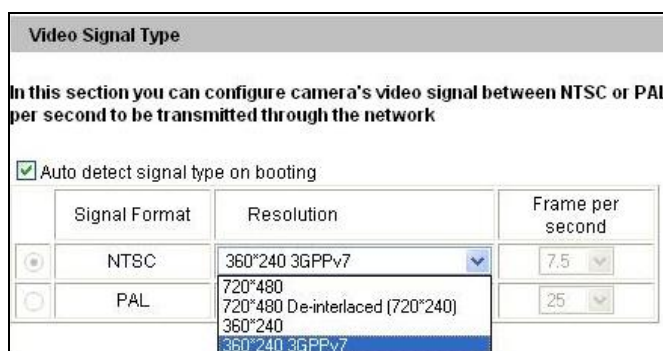 Video Signal Type
In this section you can configure camera's video signal between NTSC or PAL
per second to be transmitted through the network
Auto detect signal type on booting
Signal Format Resolution Frame per second
NTSC 360*240 3GPPv7 7.5
PAL 25
720*480
720*480 De-interlaced (720*240)
360*240
360*240 3GPPv7